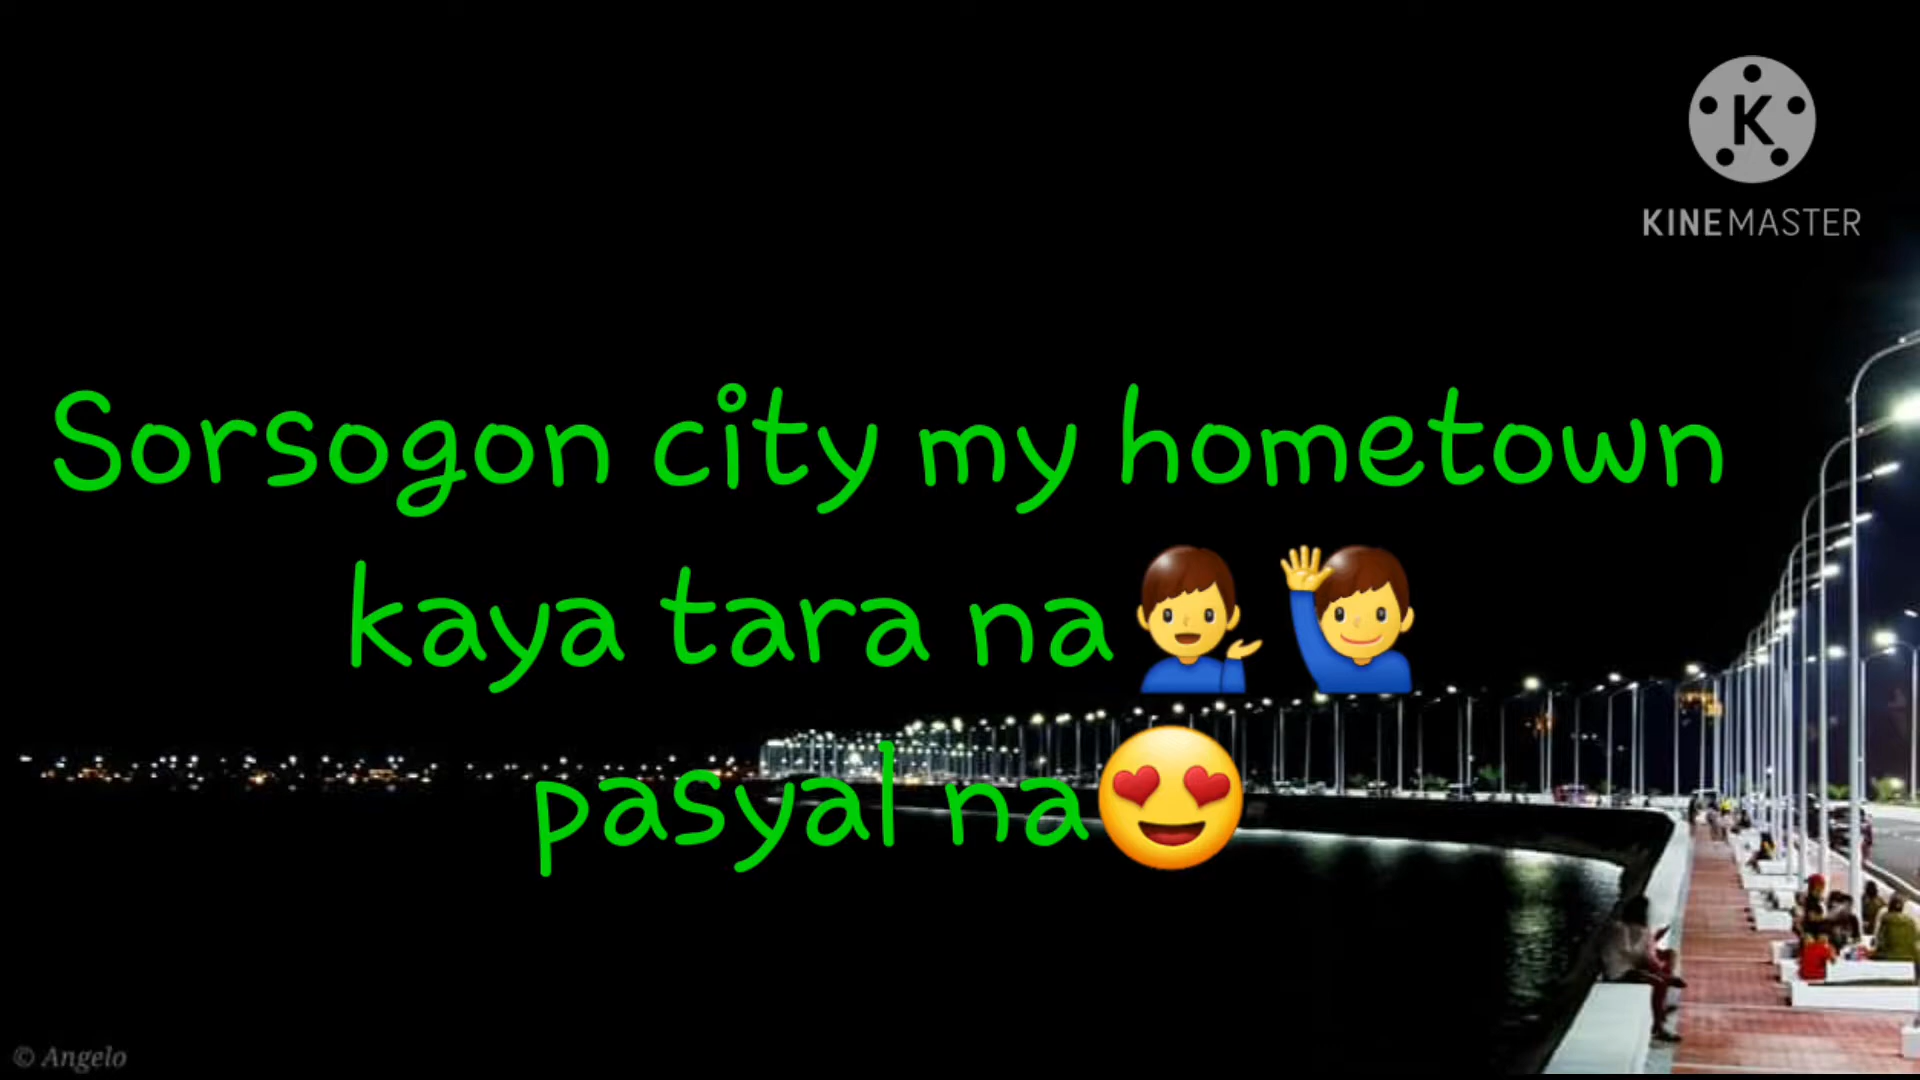 KINEMASTER
Sorsogon city my hometown
kaya tara na💁‍♂️🙋‍♂️
pasyal na😍
© Angelo